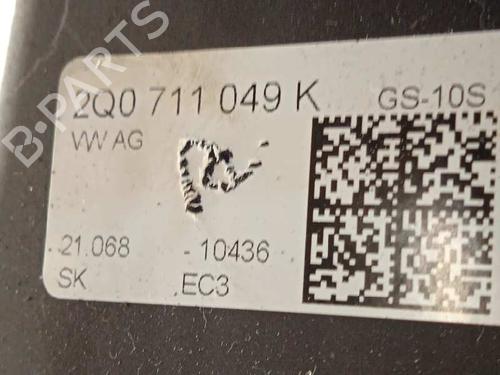 2Q0 711 049 K GS-10S
VW AG
21.068 - 10436
SK EC3
B-PARTS